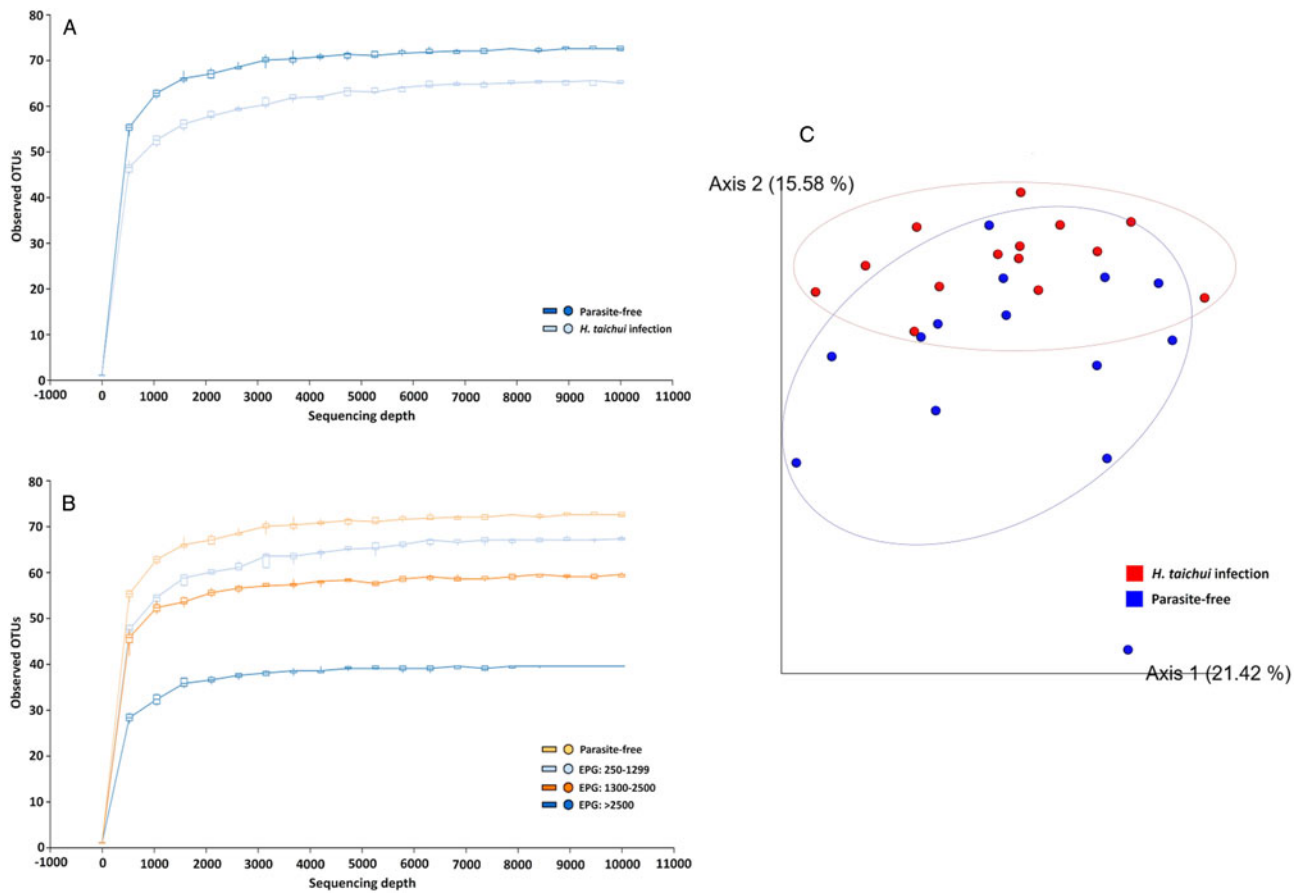 A
Observed OTUs
80
70
60
50
40
30
20
10
0
-1000 0 1000 2000 3000 4000 5000 6000 7000 8000 9000 10000 11000
Sequencing depth
Parasite-free
H. taichui infection
B
Observed OTUs
80
70
60
50
40
30
20
10
0
-1000 0 1000 2000 3000 4000 5000 6000 7000 8000 9000 10000 11000
Sequencing depth
Parasite-free
EPG: 250-1299
EPG: 1300-2500
EPG: >2500
C
Axis 2 (15.58 %)
H. taichui infection
Parasite-free
Axis 1 (21.42 %)